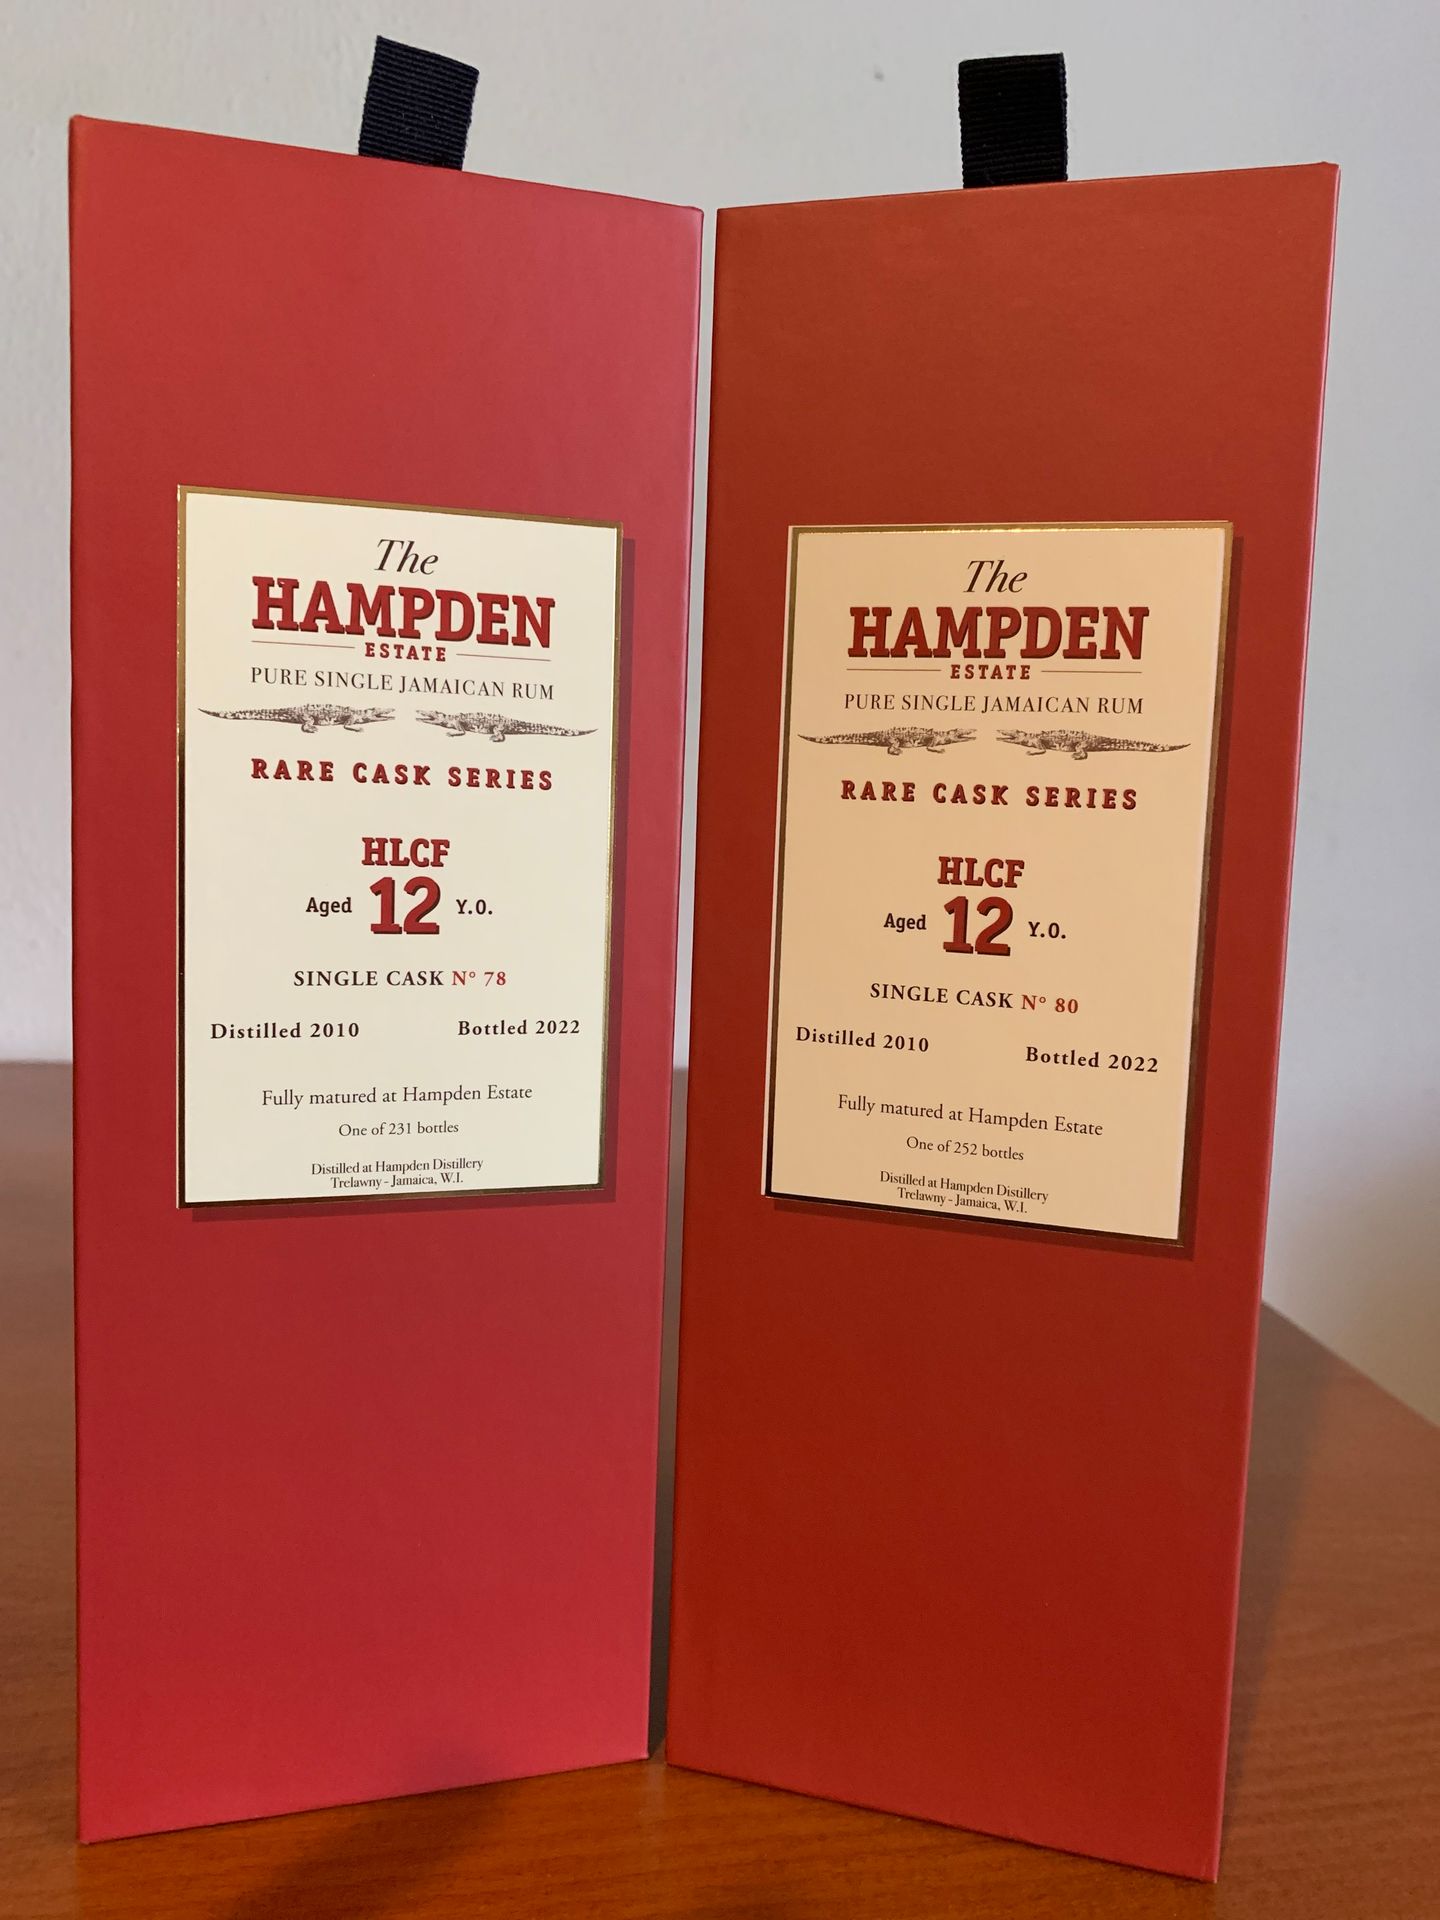 The
HAMPDEN
ESTATE
PURE SINGLE JAMAICAN RUM
RARE CASK SERIES
HLCF
Aged 12 Y.O.
SINGLE CASK N° 78
Distilled 2010 Bottled 2022
Fully matured at Hampden Estate
One of 231 bottles
Distilled at Hampden Distillery
Trelawny - Jamaica, W.I.
The
HAMPDEN
ESTATE
PURE SINGLE JAMAICAN RUM
RARE CASK SERIES
HLCF
Aged 12 Y.O.
SINGLE CASK N° 80
Distilled 2010 Bottled 2022
Fully matured at Hampden Estate
One of 252 bottles
Distilled at Hampden Distillery
Trelawny - Jamaica, W.I.